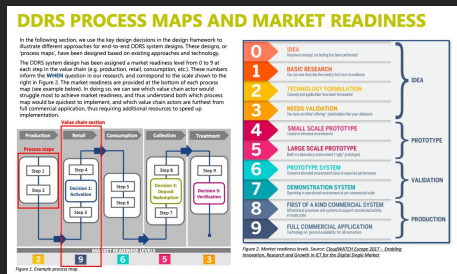 DDRS PROCESS MAPS AND MARKET READINESS
In the following section, we use the key design decisions in the design framework to
illustrate different approaches for end-to-end DDRS system designs. These designs, or
'process maps', have been designed based on existing approaches and technology.
The DDRS system design has been assigned a market readiness level from 0 to 9 at
each step in the value chain (e.g. production, retail, consumption, etc.). These numbers
inform the WHEN question in our research, and correspond to the scale shown to the
right in Figure 2. The market readiness are provided at the bottom of each process
map (see example below). In doing so, we can see which value chain actor would
struggle most to achieve market readiness, and thus understand both which process
map would be quickest to implement, and which value chain actors are furthest from
full commercial application, thus requiring additional resources to speed up
implementation.
Value chain section
Production
Retail
Consumption
Collection
Treatment
Process steps
Step 1
Step 2
Step 4
Decision 1:
Activation
Step 3
Step 5
Step 6
Step 8
Decision 2:
Deposit
Redemption
Step 7
Step 9
Decision 3:
Verification
MARKET READINESS LEVELS
2
9
6
5
3
Figure 1. Example process map
0
IDEA
1
BASIC RESEARCH
2
TECHNOLOGY FORMULATION
Concept and application have been formulated
3
NEEDS VALIDATION
4
SMALL SCALE PROTOTYPE
5
LARGE SCALE PROTOTYPE
6
PROTOTYPE SYSTEM
7
DEMONSTRATION SYSTEM
8
FIRST OF A KIND COMMERCIAL SYSTEM
9
FULL COMMERCIAL APPLICATION
IDEA
PROTOTYPE
VALIDATION
PRODUCTION
Figure 2. Market readiness levels. Source: CloudWATCH Europe 2017 – Enabling
Innovation, Research and Growth in ICT for the Digital Single Market